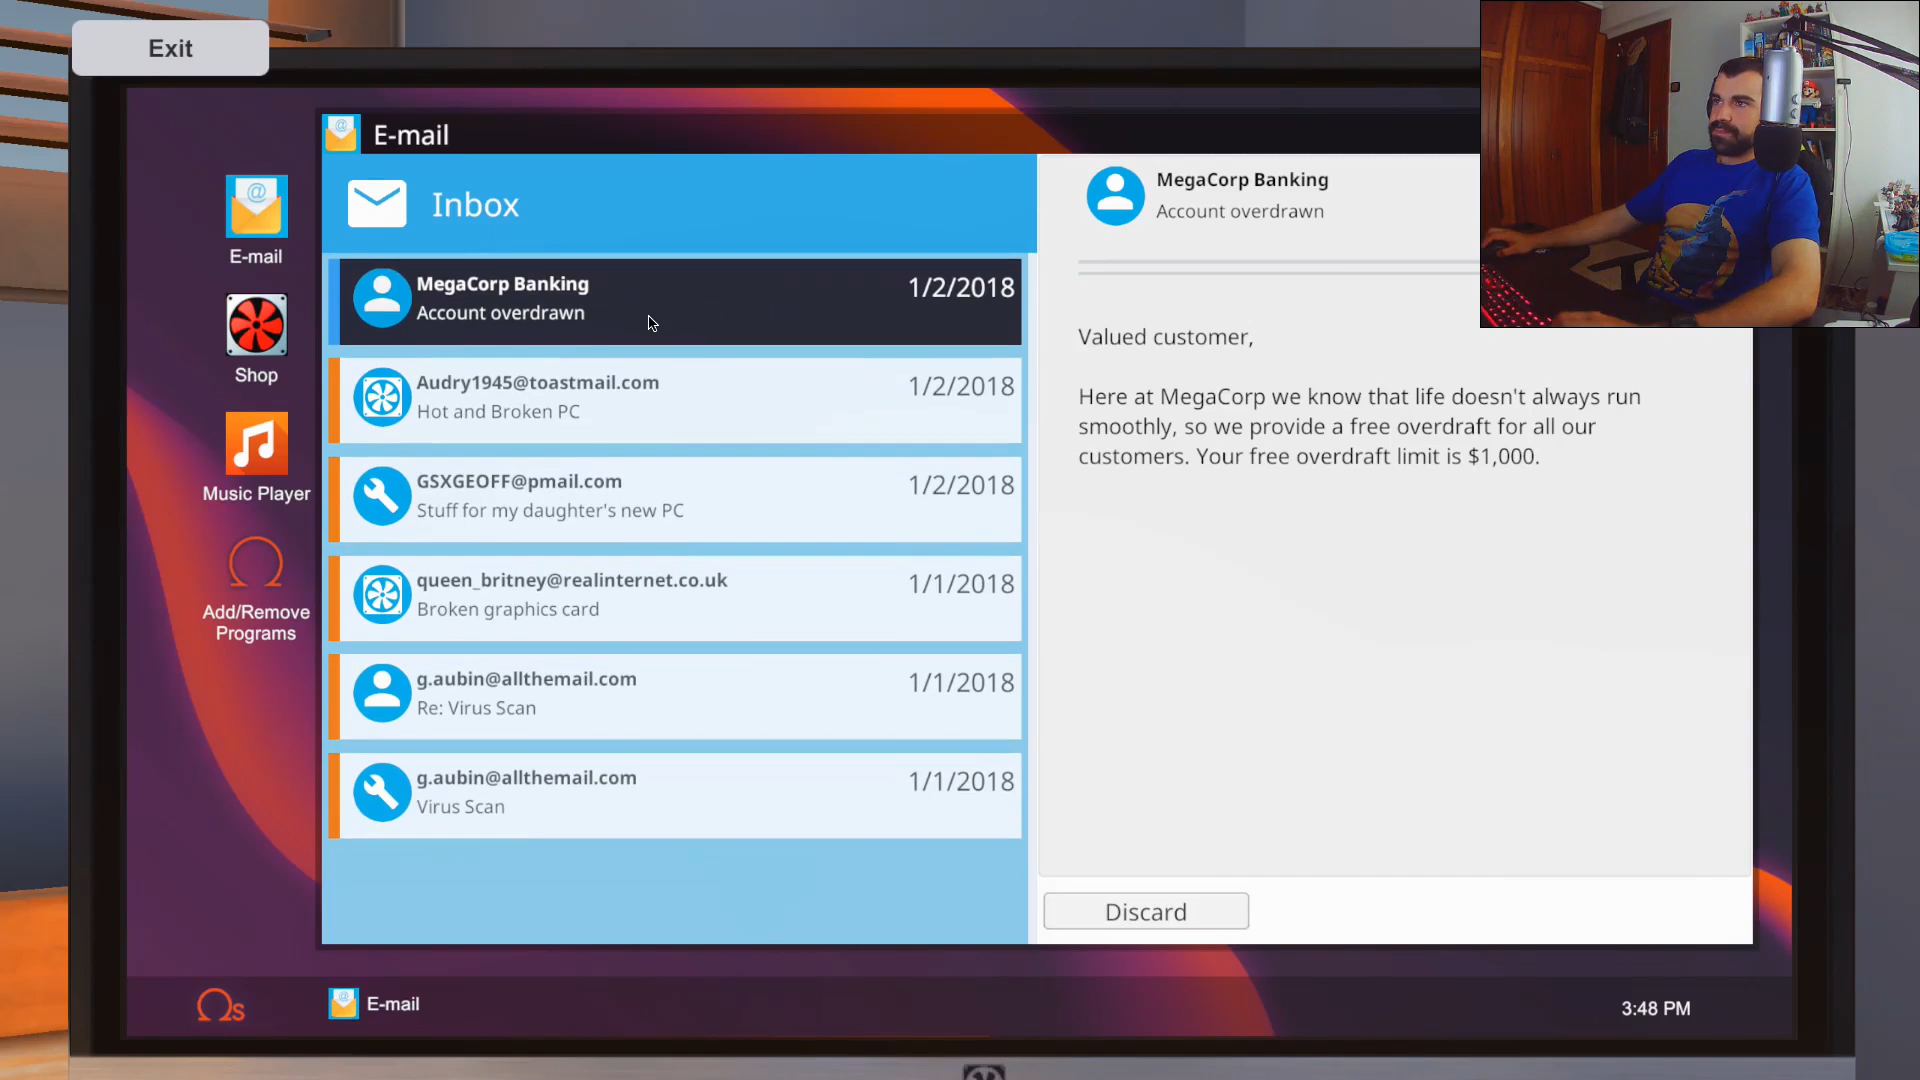 Exit
E-mail
Inbox
E-mail
Shop
Music Player
Add/Remove
Programs
MegaCorp Banking
Account overdrawn
1/2/2018
Audry1945@toastmail.com
Hot and Broken PC
1/2/2018
GSXGEOFF@pmail.com
Stuff for my daughter's new PC
1/2/2018
queen_britney@realinternet.co.uk
Broken graphics card
1/1/2018
g.aubin@allthemail.com
Re: Virus Scan
1/1/2018
g.aubin@allthemail.com
Virus Scan
1/1/2018
MegaCorp Banking
Account overdrawn
Valued customer,
Here at MegaCorp we know that life doesn't always run
smoothly, so we provide a free overdraft for all our
customers. Your free overdraft limit is $1,000.
Discard
Ωs
E-mail
3:48 PM